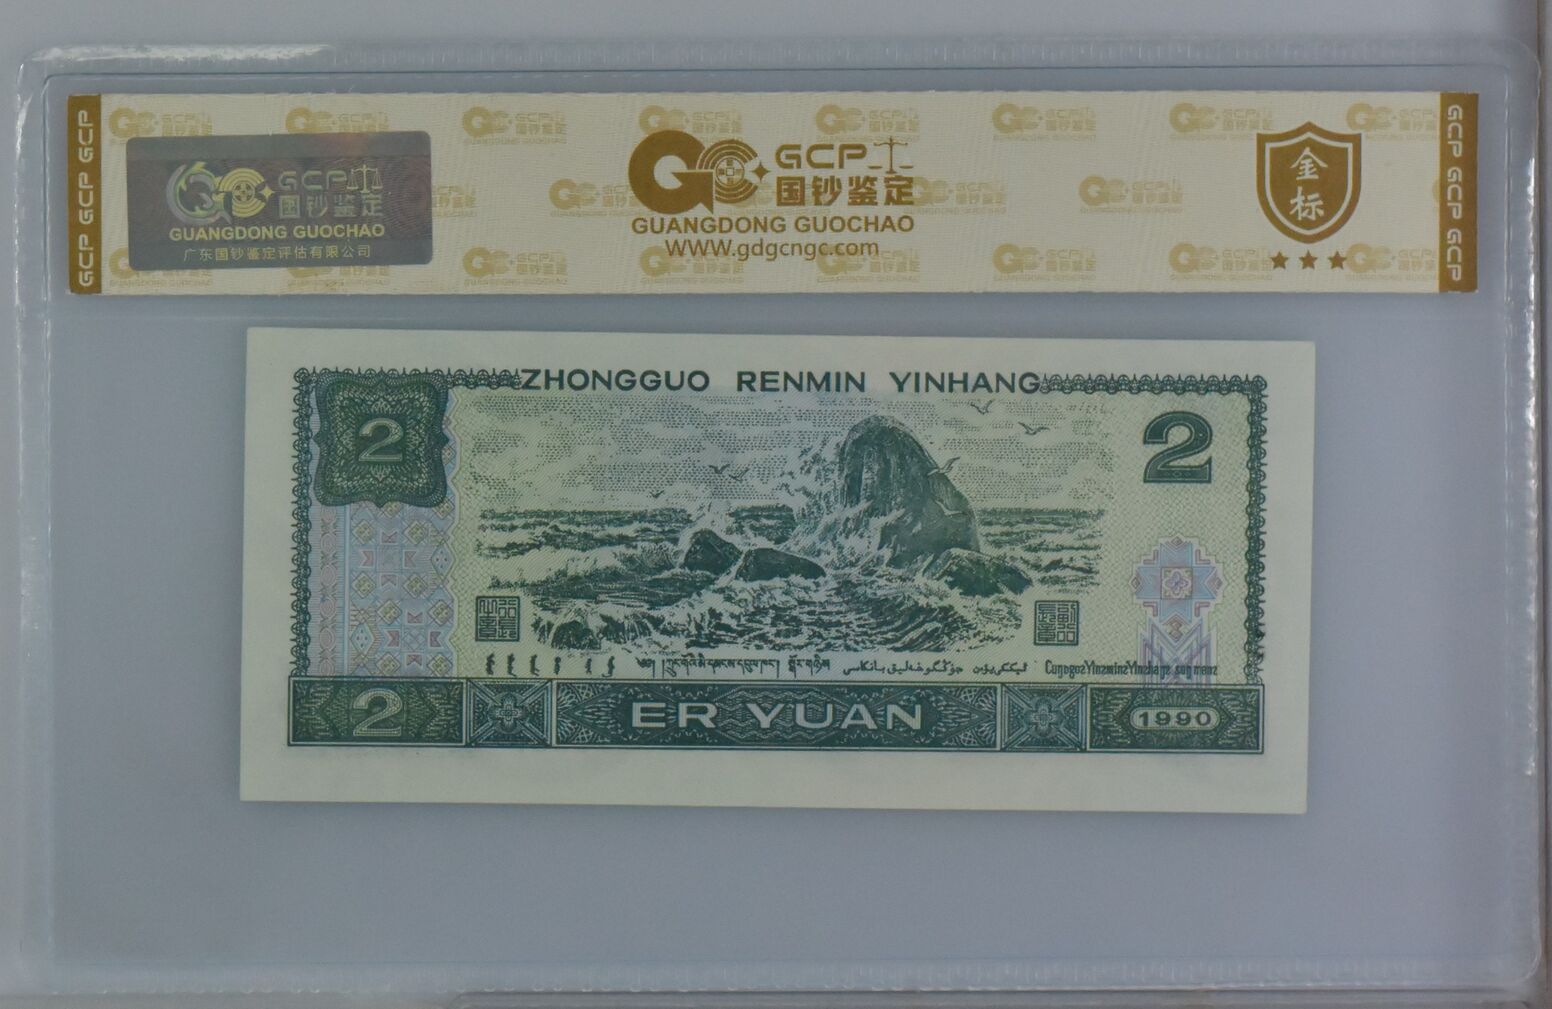 GCP GCP GCP
GCP
国钞鉴定
GUANGDONG GUOCHAO
广东国钞鉴定评估有限公司
GCP
国钞鉴定
GUANGDONG GUOCHAO
WWW.gdgcngc.com
金
标
GCP GCP GCP
ZHONGGUO RENMIN YINHANG
2
2
2 ER YUAN 1990